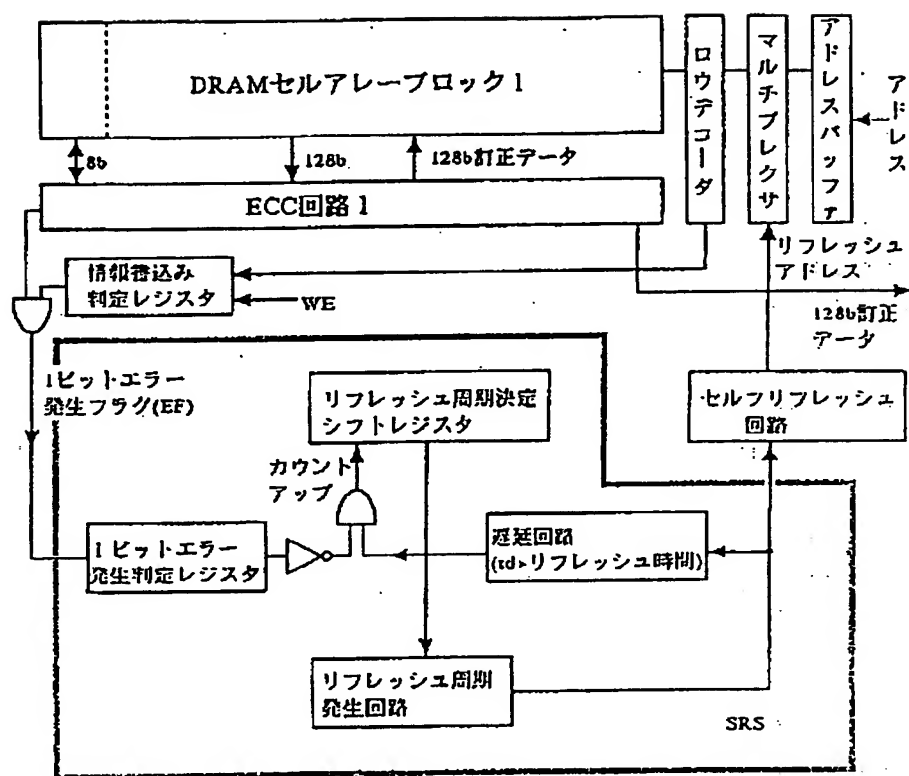 DRAMセルアレーブロック1
ロウデコーダ
マルチプレクサ
アドレスバッファ
アドレス
8b
128b
128b訂正データ
ECC回路1
リフレッシュ
アドレス
情報書込み
判定レジスタ
WE
128b訂正
データ
1ビットエラー
発生フラグ(EF)
リフレッシュ周期決定
シフトレジスタ
セルフリフレッシュ
回路
カウント
アップ
1ビットエラー
発生判定レジスタ
遅延回路
(td>リフレッシュ時間)
リフレッシュ周期
発生回路
SRS